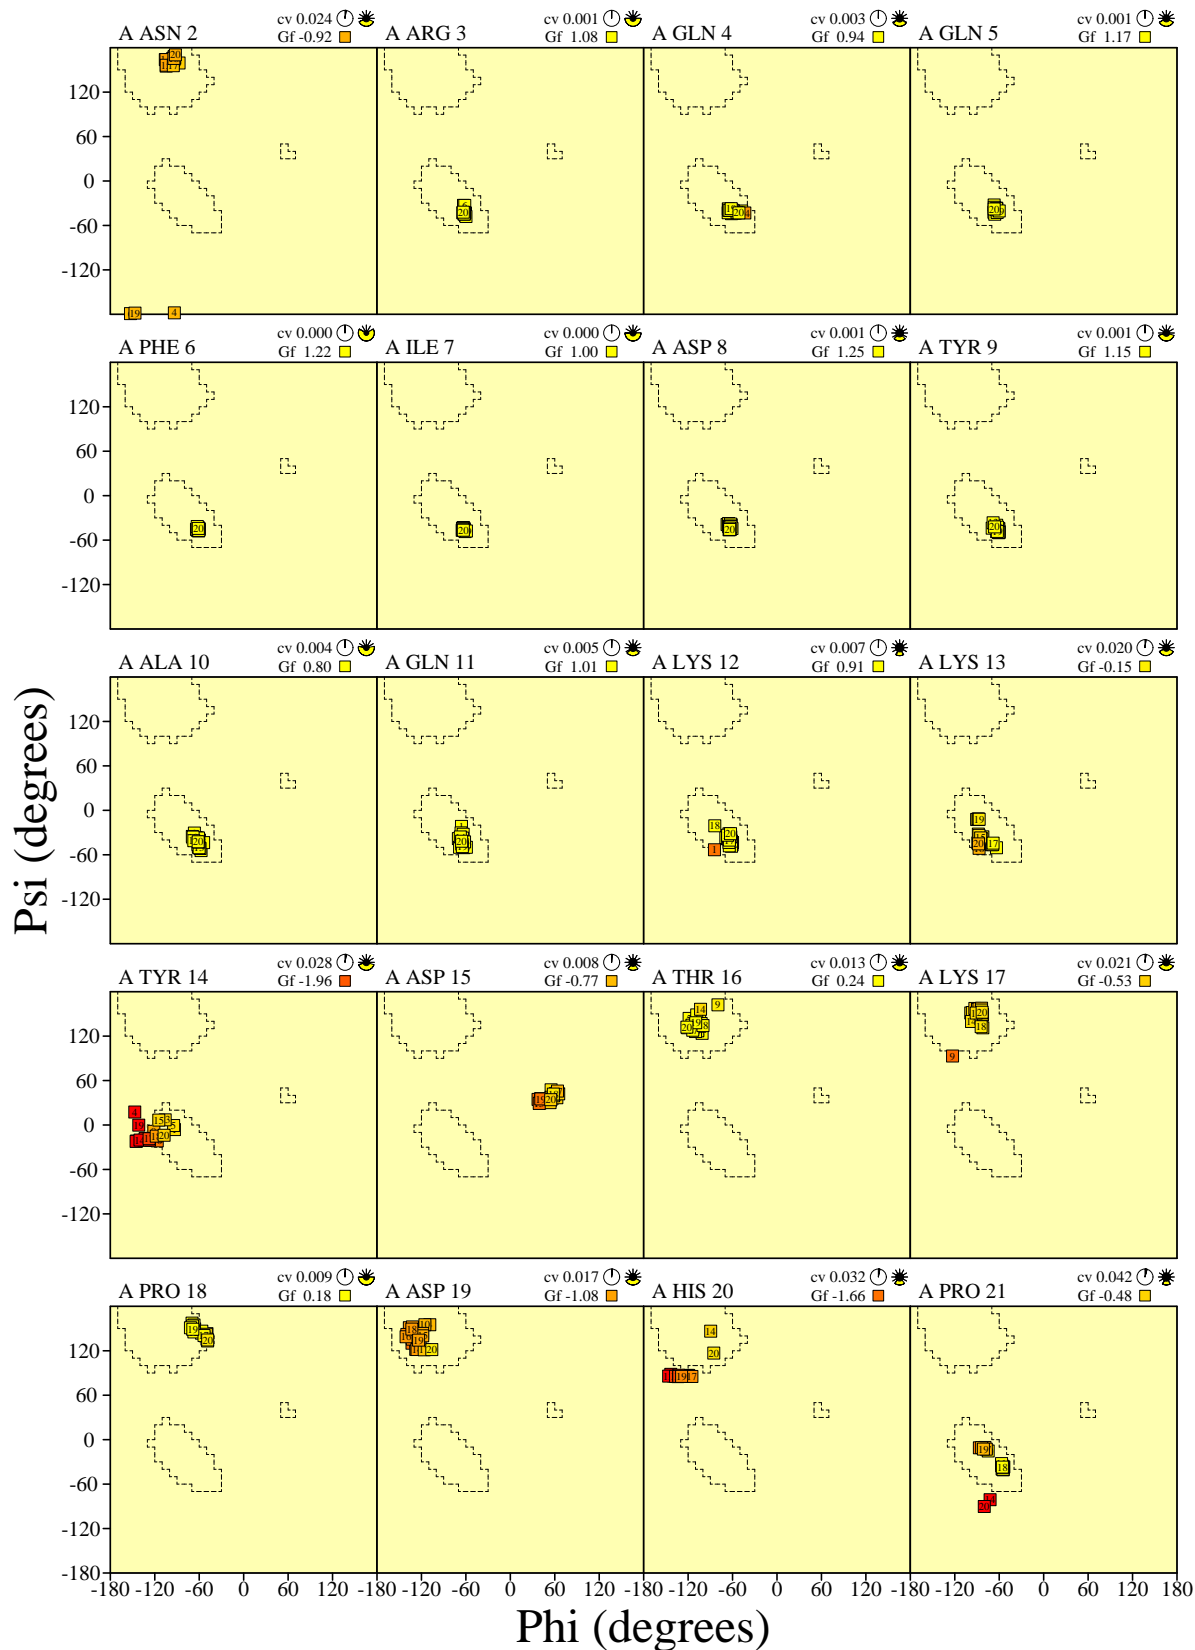 cv 0.024 cv 0.001 cv 0.003 cv 0.001
A ASN 2 Gf -0.92 A ARG 3 Gf 1.08 A GLN 4 Gf 0.94 A GLN 5 Gf 1.17
120
60
0
-60
-120
cv 0.000 cv 0.000 cv 0.001 cv 0.001
A PHE 6 Gf 1.22 A ILE 7 Gf 1.00 A ASP 8 Gf 1.25 A TYR 9 Gf 1.15
120
60
0
-60
-120
cv 0.004 cv 0.005 cv 0.007 cv 0.020
A ALA 10 Gf 0.80 A GLN 11 Gf 1.01 A LYS 12 Gf 0.91 A LYS 13 Gf -0.15
120
60
0
-60
-120
Psi (degrees)
cv 0.028 cv 0.008 cv 0.013 cv 0.021
A TYR 14 Gf -1.96 A ASP 15 Gf -0.77 A THR 16 Gf 0.24 A LYS 17 Gf -0.53
120
60
0
-60
-120
cv 0.009 cv 0.017 cv 0.032 cv 0.042
A PRO 18 Gf 0.18 A ASP 19 Gf -1.08 A HIS 20 Gf -1.66 A PRO 21 Gf -0.48
120
60
0
-60
-120
-180
-180 -120 -60 0 60 120 -180 -120 -60 0 60 120 -180 -120 -60 0 60 120 -180 -120 -60 0 60 120 180
Phi (degrees)